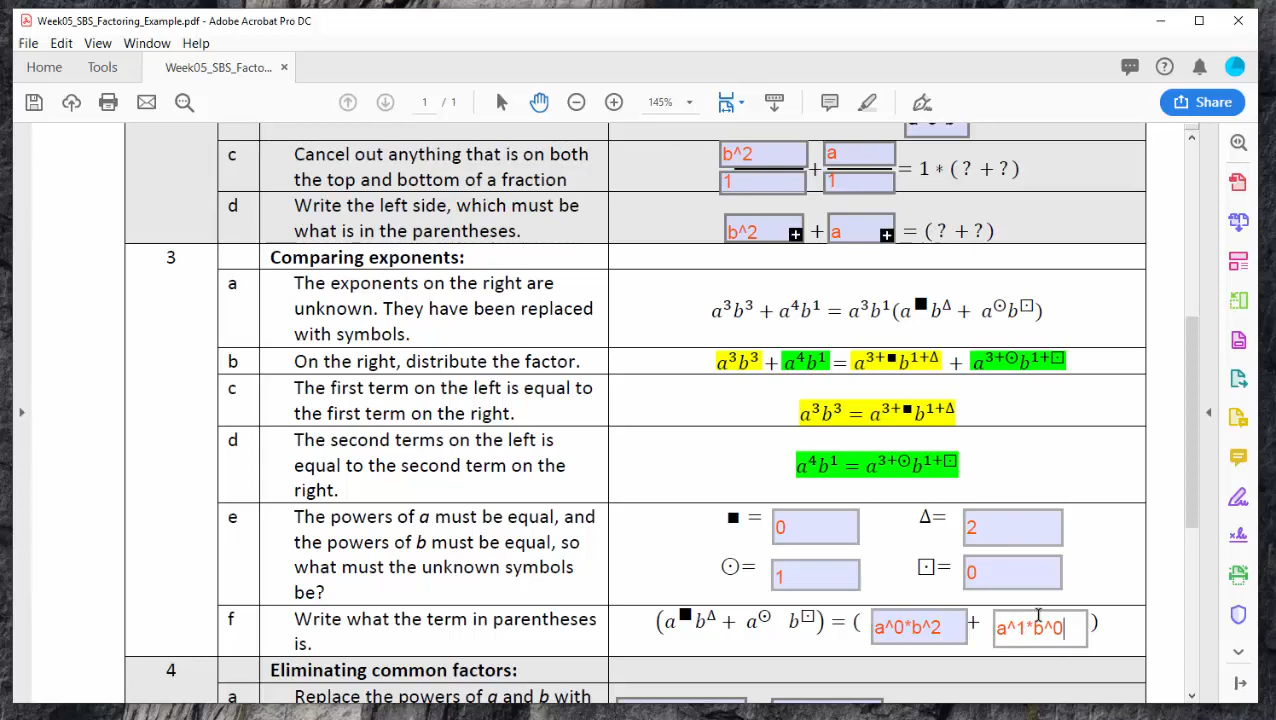 Week05_SBS_Factoring_Example.pdf - Adobe Acrobat Pro DC
File Edit View Window Help
Home Tools Week05_SBS_Facto... ×
1 / 1 145% Share
c Cancel out anything that is on both
the top and bottom of a fraction
b^2/1 + a/1 = 1 * ( ? + ?)
d Write the left side, which must be
what is in the parentheses.
b^2 + a = ( ? + ?)
3 Comparing exponents:
a The exponents on the right are
unknown. They have been replaced
with symbols.
a³b³ + a⁴b¹ = a³b¹(a^■ b^Δ + a^⊙ b^⊡)
b On the right, distribute the factor.
a³b³ + a⁴b¹ = a^(3+■) b^(1+Δ) + a^(3+⊙) b^(1+⊡)
c The first term on the left is equal to
the first term on the right.
a³b³ = a^(3+■) b^(1+Δ)
d The second terms on the left is
equal to the second term on the
right.
a⁴b¹ = a^(3+⊙) b^(1+⊡)
e The powers of a must be equal, and
the powers of b must be equal, so
what must the unknown symbols
be?
■ = 0 Δ= 2
⊙= 1 ⊡= 0
f Write what the term in parentheses
is.
(a^■ b^Δ + a^⊙ b^⊡) = ( a^0*b^2 + a^1*b^0 )
4 Eliminating common factors:
a Replace the powers of a and b with